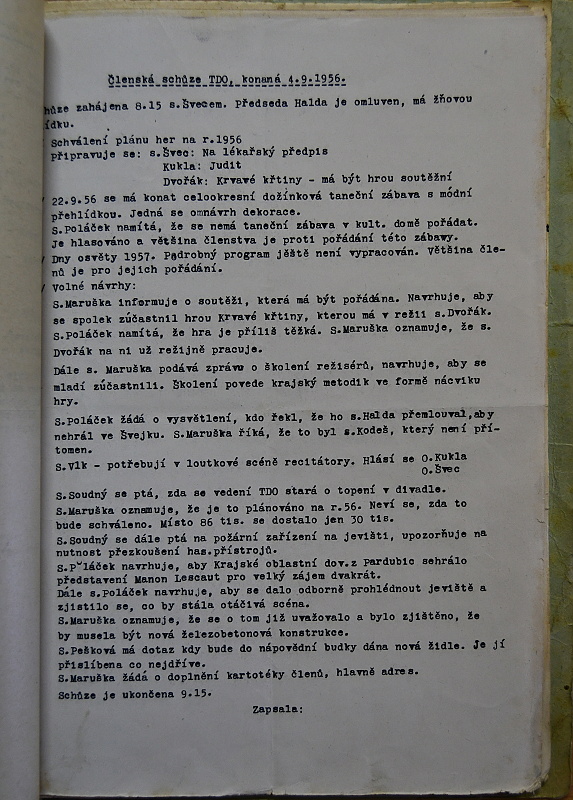 Členská schůze TDO, konaná 4.9.1956.
hůze zahájena 8.15 s.Švecem. Předseda Halda je omluven, má žňovou
ídku.
Schválení plánu her na r.1956
připravuje se: s.Švec: Na lékařský předpis
Kukla: Judit
Dvořák: Krvavé křtiny - má být hrou soutěžní
22.9.56 se má konat celookresní dožínková taneční zábava s módní
přehlídkou. Jedná se omnávrh dekorace.
S.Poláček namítá, že se nemá taneční zábava v kult. domě pořádat.
Je hlasováno a většina členstva je proti pořádání této zábavy.
Dny osvěty 1957. Podrobný program ještě není vypracován. Většina čle-
nů je pro jejich pořádání.
Volné návrhy:
S.Maruška informuje o soutěži, která má být pořádána. Navrhuje, aby
se spolek zúčastnil hrou Krvavé křtiny, kterou má v režii s.Dvořák.
S.Poláček namítá, že hra je příliš těžká. S.Maruška oznamuje, že s.
Dvořák na ni už režijně pracuje.
Dále s. Maruška podává zprávu o školení režisérů, navrhuje, aby se
mladí zúčastnili. Školení povede krajský metodik ve formě nácviku
hry.
S.Poláček žádá o vysvětlení, kdo řekl, že ho s.Halda přemlouval,aby
nehrál ve Švejku. S.Maruška říká, že to byl s.Kodeš, který není pří-
tomen.
S.Vlk - potřebují v loutkové scéně recitátory. Hlásí se O.Kukla
O.Švec
S.Soudný se ptá, zda se vedení TDO stará o topení v divadle.
S.Maruška oznamuje, že je to plánováno na r.56. Neví se, zda to
bude schváleno. Místo 86 tis. se dostalo jen 30 tis.
S.Soudný se dále ptá na požární zařízení na jevišti, upozorňuje na
nutnost přezkoušení has.přístrojů.
S.Poláček navrhuje, aby Krajské oblastní dov.z Pardubic sehrálo
představení Manon Lescaut pro velký zájem dvakrát.
Dále s.Poláček navrhuje, aby se dalo odborně prohlédnout jeviště a
zjistilo se, co by stála otáčivá scéna.
S.Maruška oznamuje, že se o tom již uvažovalo a bylo zjištěno, že
by musela být nová železobetonová konstrukce.
S.Pešková má dotaz kdy bude do nápovědní budky dána nová židle. Je jí
přislíbena co nejdříve.
S.Maruška žádá o doplnění kartotéky členů, hlavně adres.
Schůze je ukončena 9.15.
Zapsala: